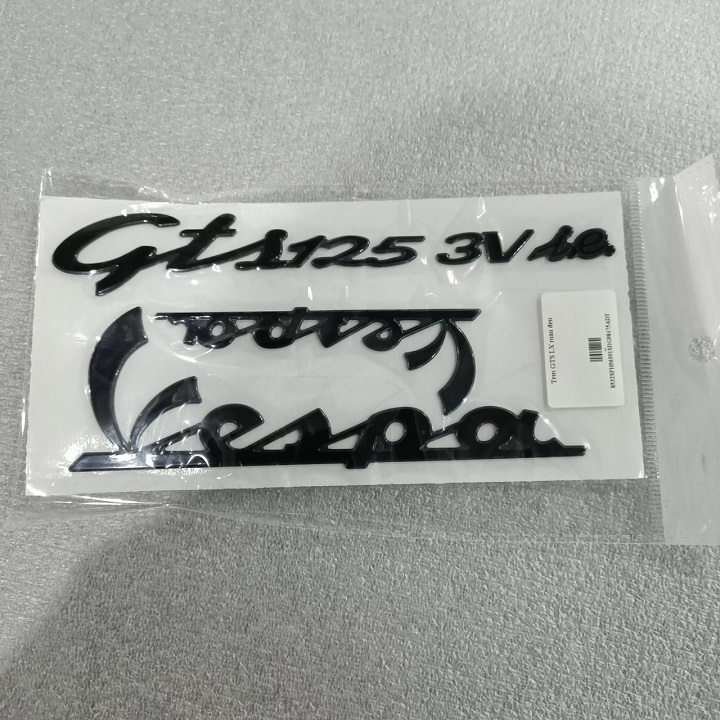 Gts125 3V i.e.
Vespa
Vespa
Tem GTS LX màu đen